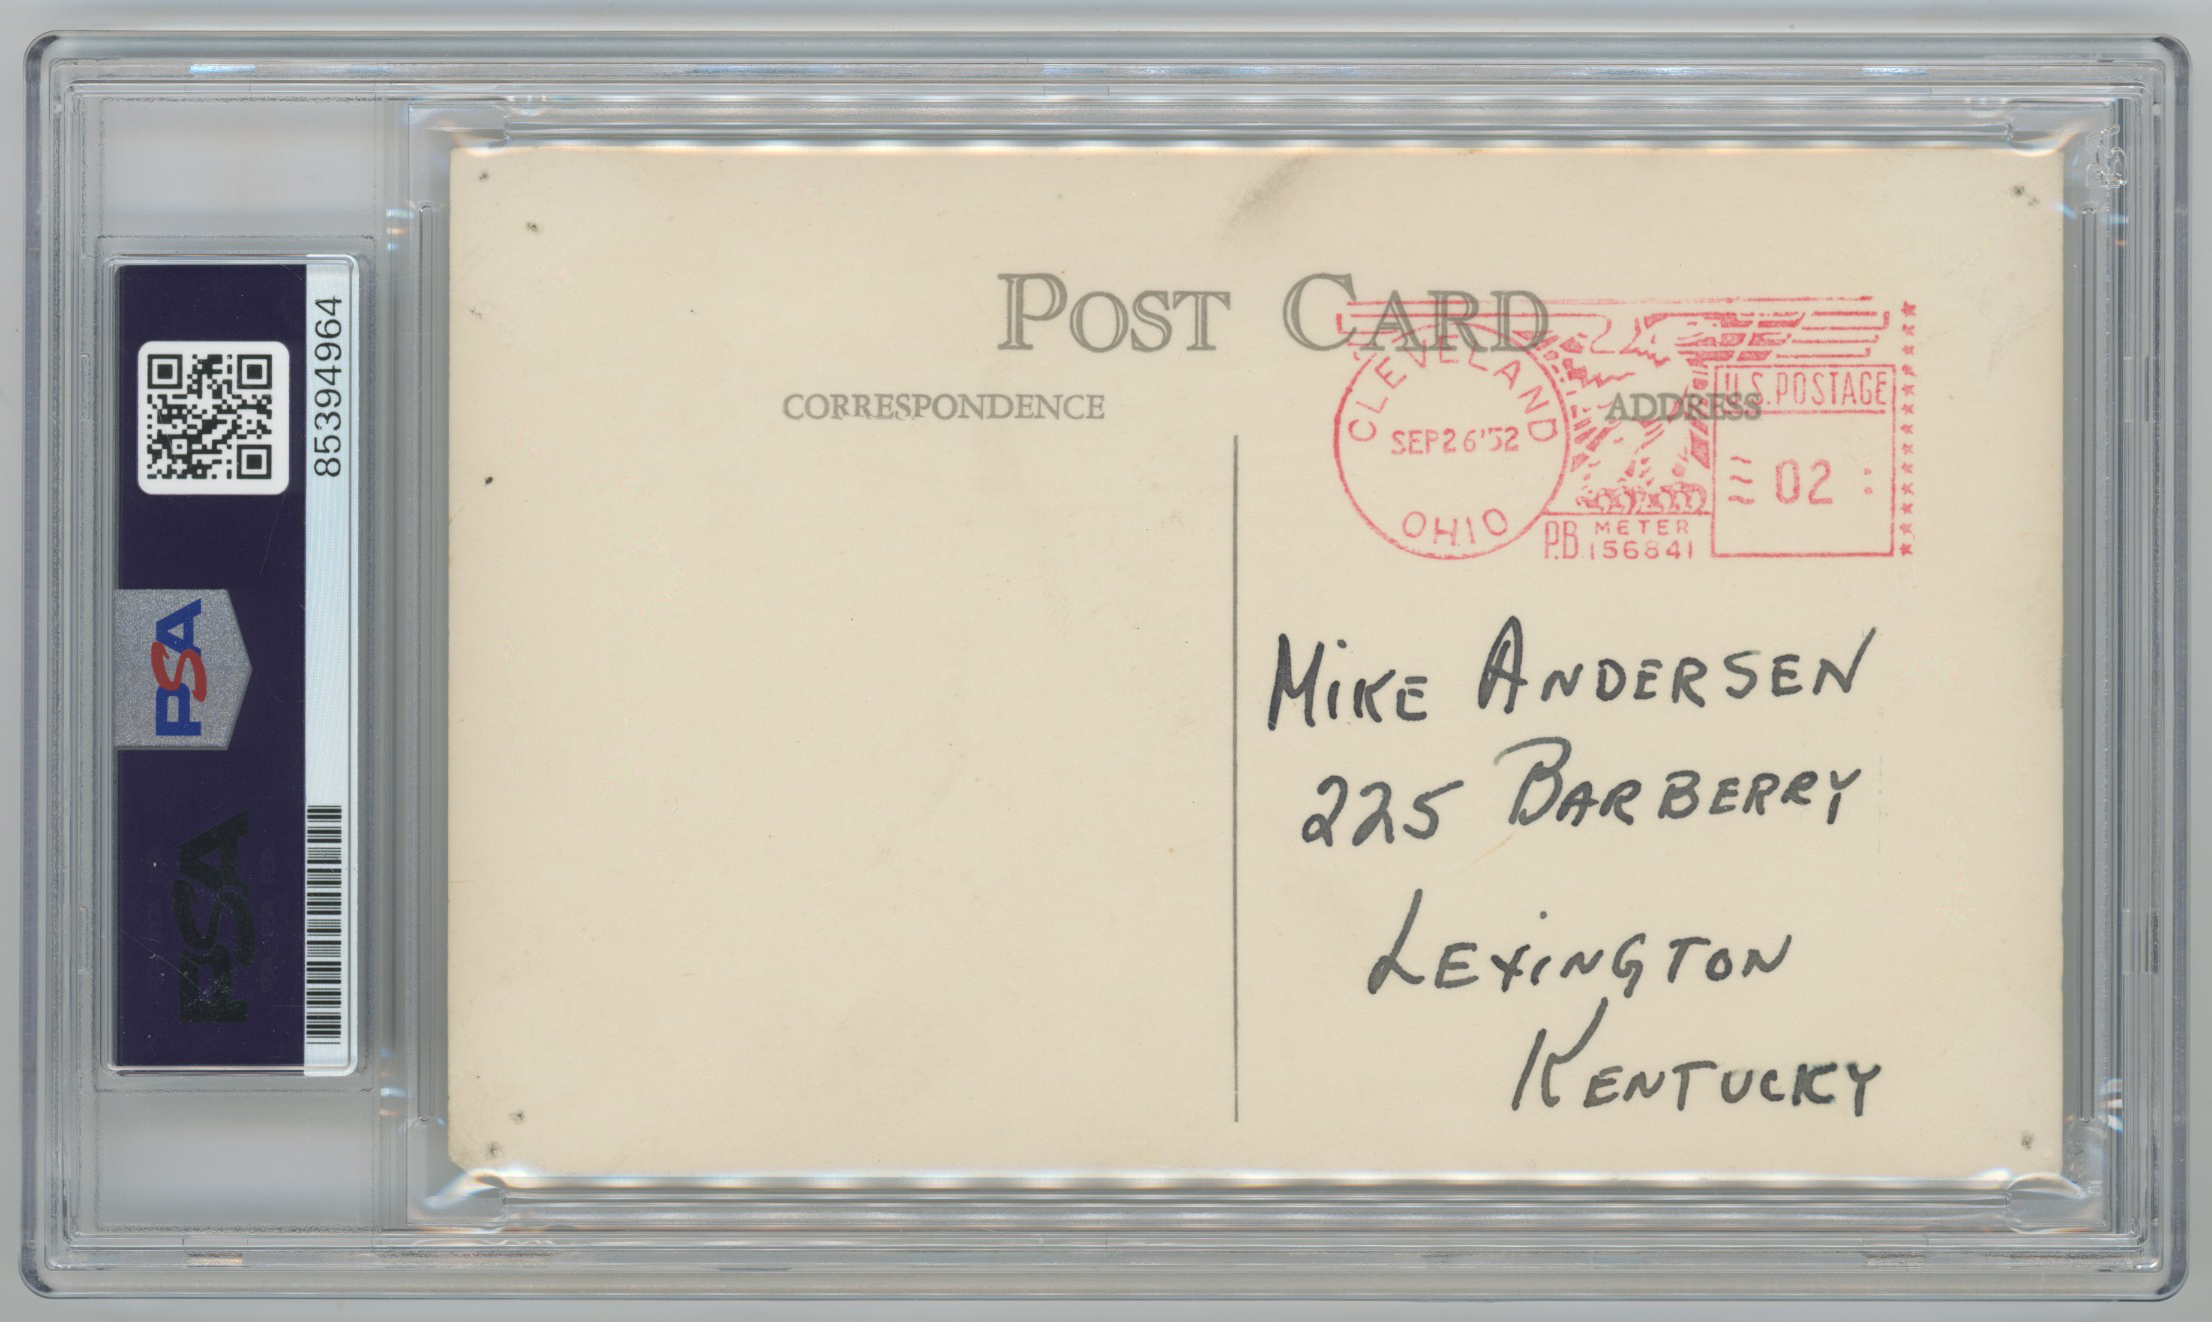 85394964
PSA
PSA
POST CARD
CORRESPONDENCE
ADDRESS
CLEVELAND
SEP 26 '52
OHIO
U.S. POSTAGE
02
P.B. METER
156841
MIKE ANDERSEN
225 BARBERRY
LEXINGTON
KENTUCKY